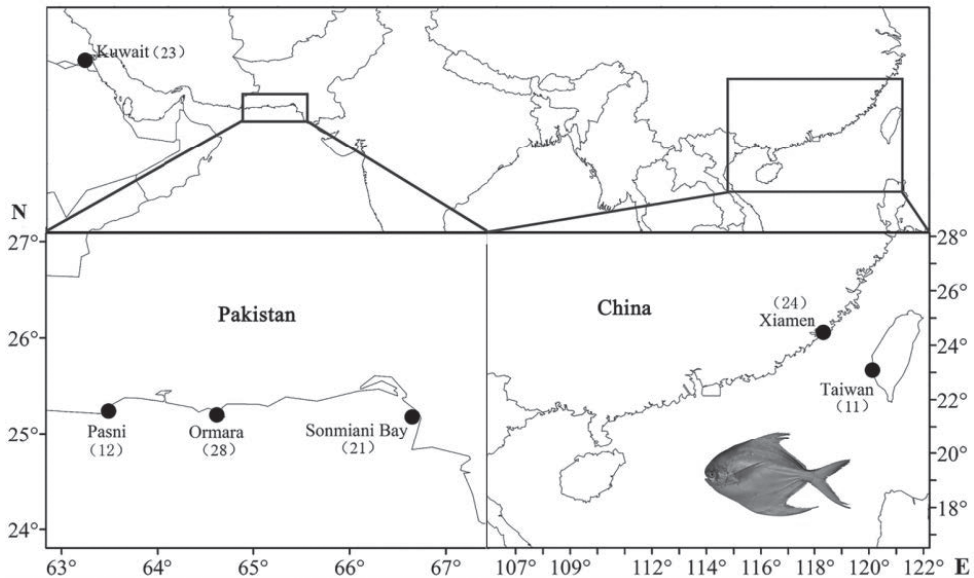 Kuwait (23)
N
27°
28°
Pakistan
China
26°
26°
(24)
Xiamen
24°
Taiwan
(11)
22°
25°
Pasni
(12)
Ormara
(28)
Sonmiani Bay
(21)
20°
24°
18°
63°
64°
65°
66°
67°
107°
109°
112°
114°
116°
118°
120°
122°
E